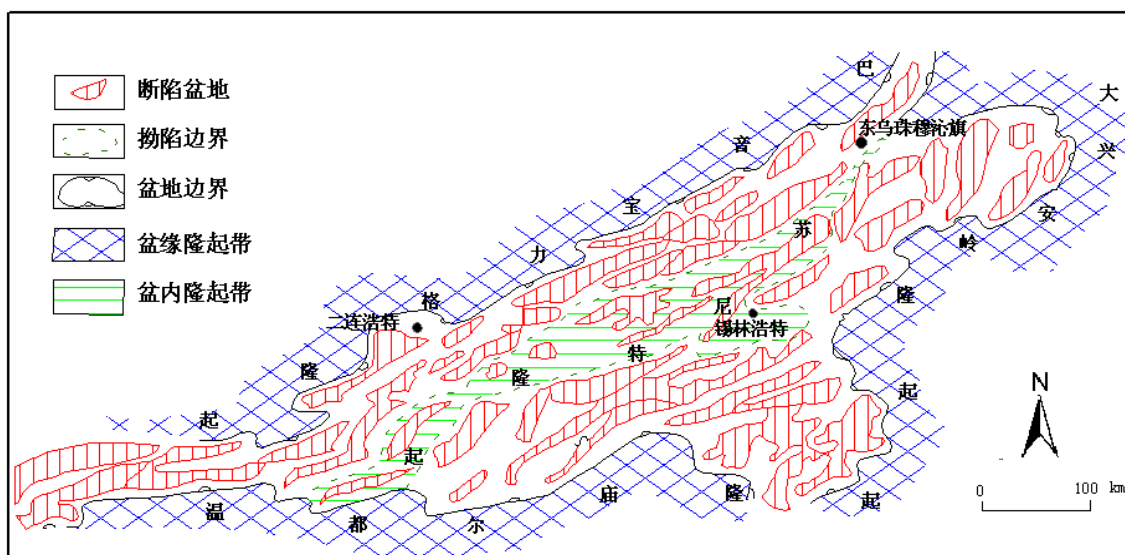 断陷盆地
拗陷边界
盆地边界
盆缘隆起带
盆内隆起带
巴音宝力格隆起
大兴安岭隆起
东乌珠穆沁旗
苏尼特隆起
二连浩特
锡林浩特
温都尔庙隆起
N
0 100 km